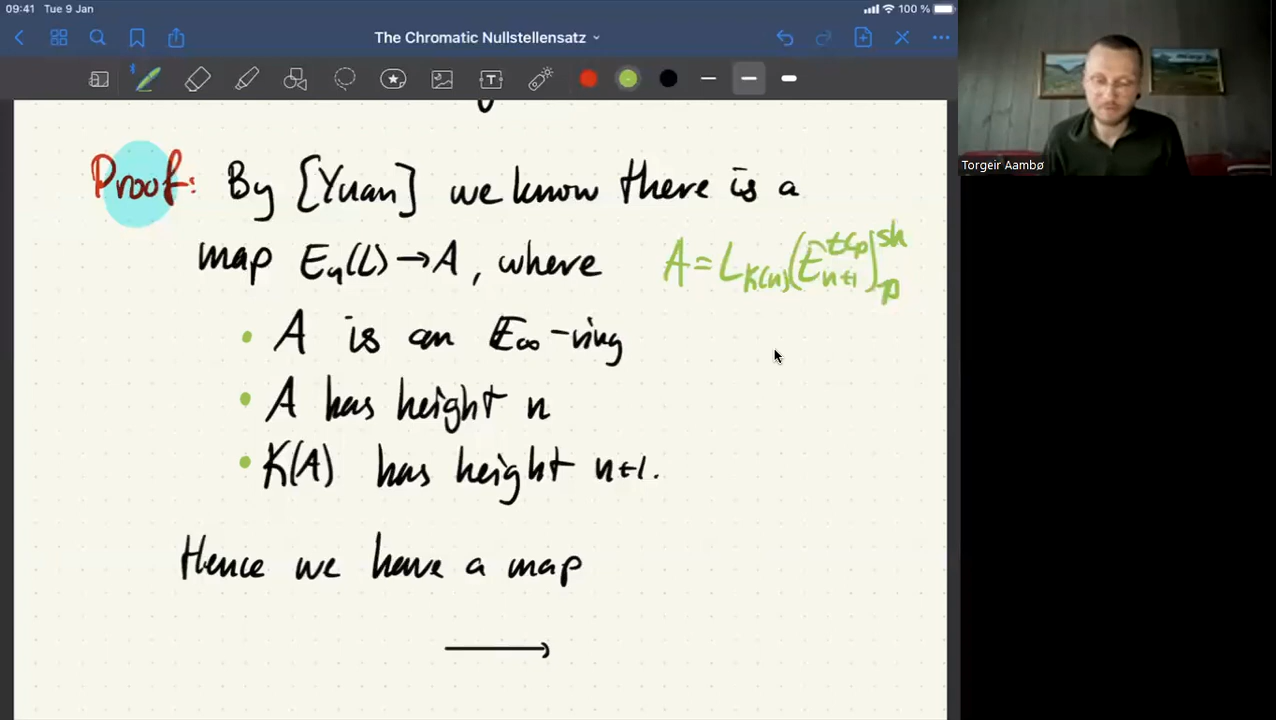 09:41 Tue 9 Jan
100 %
The Chromatic Nullstellensatz
Torgeir Aambø
Proof: By [Yuan] we know there is a
map Eₙ(L) → A, where
A = L_{K(n)}(E_{n+1}^{tC_p})_p^{sh}
• A is an E∞-ring
• A has height n
• K(A) has height n+1.
Hence we have a map
⟶